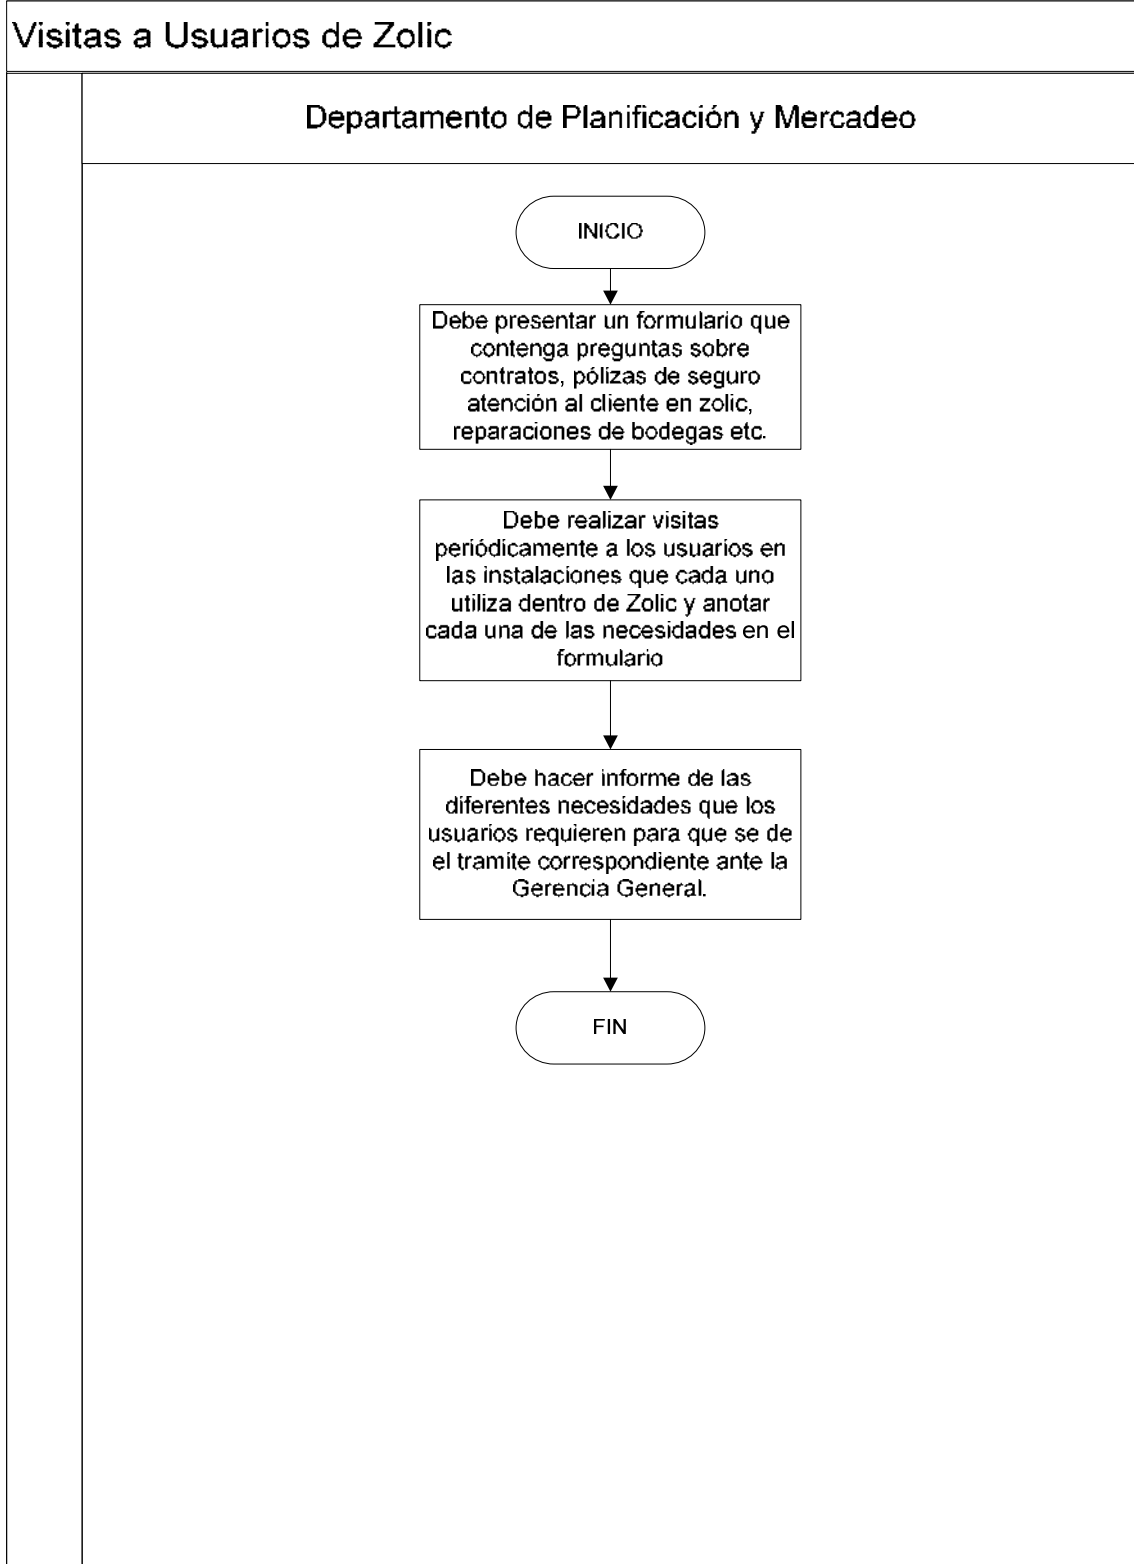 Visitas a Usuarios de Zolic
Departamento de Planificación y Mercadeo
INICIO
Debe presentar un formulario que
contenga preguntas sobre
contratos, pólizas de seguro
atención al cliente en zolic,
reparaciones de bodegas etc.
Debe realizar visitas
periódicamente a los usuarios en
las instalaciones que cada uno
utiliza dentro de Zolic y anotar
cada una de las necesidades en el
formulario
Debe hacer informe de las
diferentes necesidades que los
usuarios requieren para que se de
el tramite correspondiente ante la
Gerencia General.
FIN